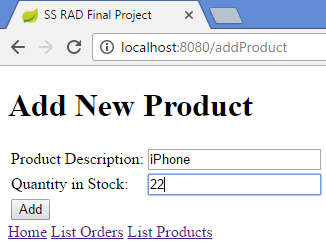 SS RAD Final Project
localhost:8080/addProduct
Add New Product
Product Description: iPhone
Quantity in Stock: 22
Add
Home List Orders List Products